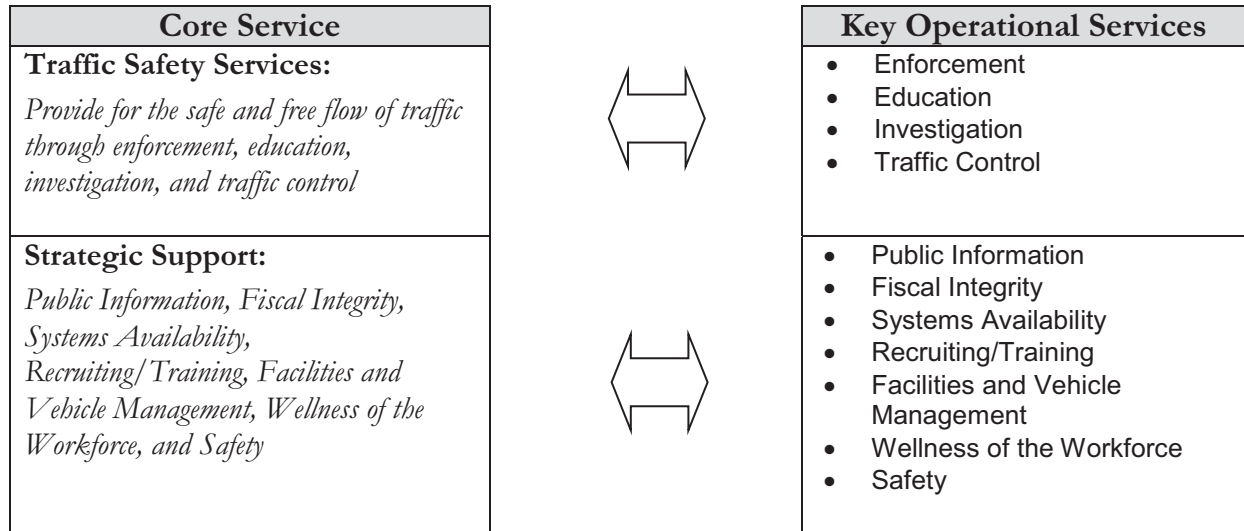 Core Service
Traffic Safety Services:
Provide for the safe and free flow of traffic
through enforcement, education,
investigation, and traffic control
Strategic Support:
Public Information, Fiscal Integrity,
Systems Availability,
Recruiting/Training, Facilities and
Vehicle Management, Wellness of the
Workforce, and Safety
Key Operational Services
• Enforcement
• Education
• Investigation
• Traffic Control
• Public Information
• Fiscal Integrity
• Systems Availability
• Recruiting/Training
• Facilities and Vehicle
Management
• Wellness of the Workforce
• Safety